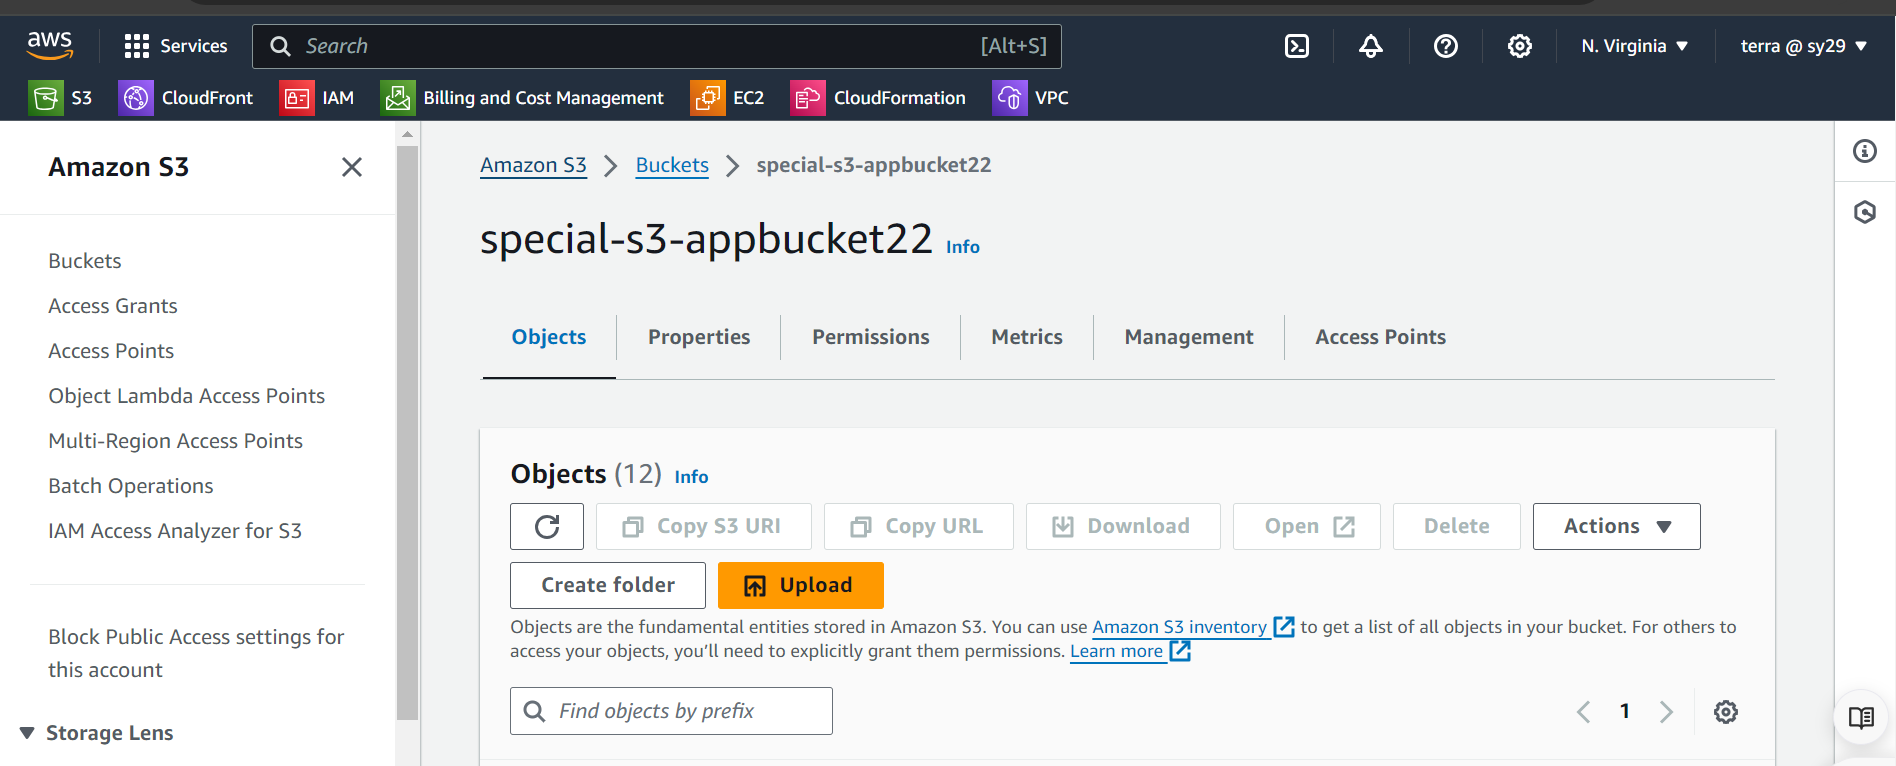 aws
Services
Search [Alt+S]
N. Virginia
terra @ sy29
S3
CloudFront
IAM
Billing and Cost Management
EC2
CloudFormation
VPC
Amazon S3
Buckets
Access Grants
Access Points
Object Lambda Access Points
Multi-Region Access Points
Batch Operations
IAM Access Analyzer for S3
Block Public Access settings for
this account
Storage Lens
Amazon S3 > Buckets > special-s3-appbucket22
special-s3-appbucket22 Info
Objects
Properties
Permissions
Metrics
Management
Access Points
Objects (12) Info
Copy S3 URI
Copy URL
Download
Open
Delete
Actions
Create folder
Upload
Objects are the fundamental entities stored in Amazon S3. You can use Amazon S3 inventory to get a list of all objects in your bucket. For others to
access your objects, you’ll need to explicitly grant them permissions. Learn more
Find objects by prefix
1